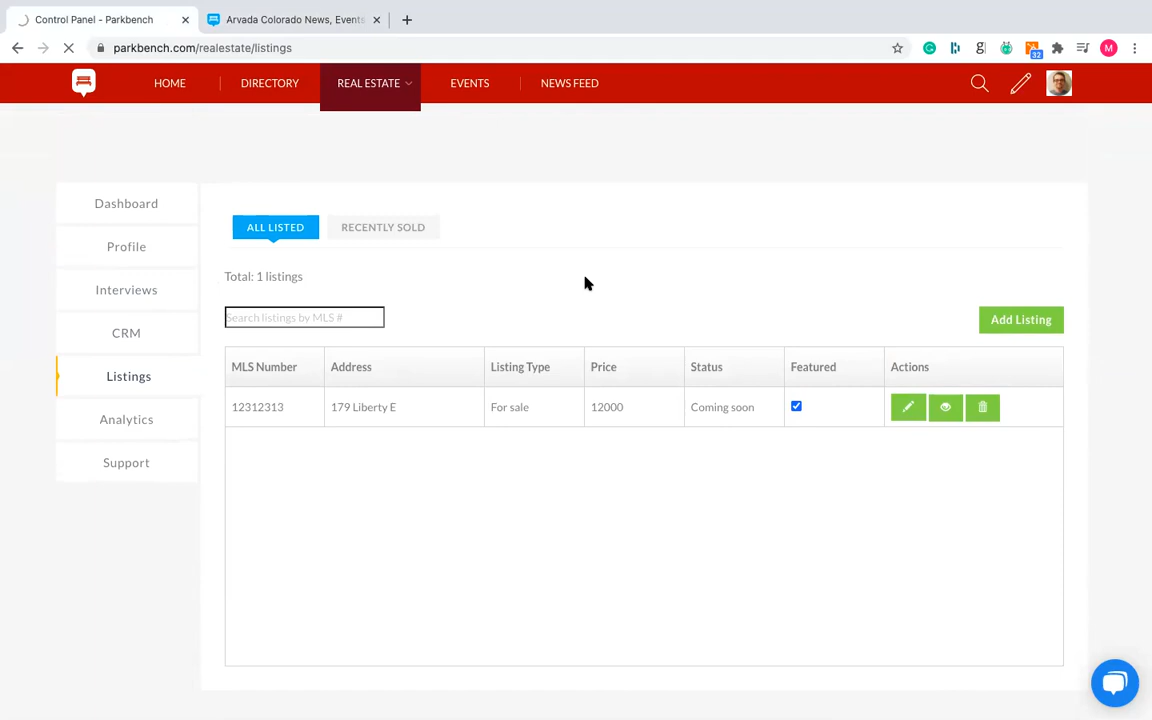 Control Panel - Parkbench
Arvada Colorado News, Events
parkbench.com/realestate/listings
32
M
HOME
DIRECTORY
REAL ESTATE
EVENTS
NEWS FEED
Dashboard
Profile
Interviews
CRM
Listings
Analytics
Support
ALL LISTED
RECENTLY SOLD
Total: 1 listings
Search listings by MLS #
Add Listing
MLS Number Address Listing Type Price Status Featured Actions
12312313 179 Liberty E For sale 12000 Coming soon